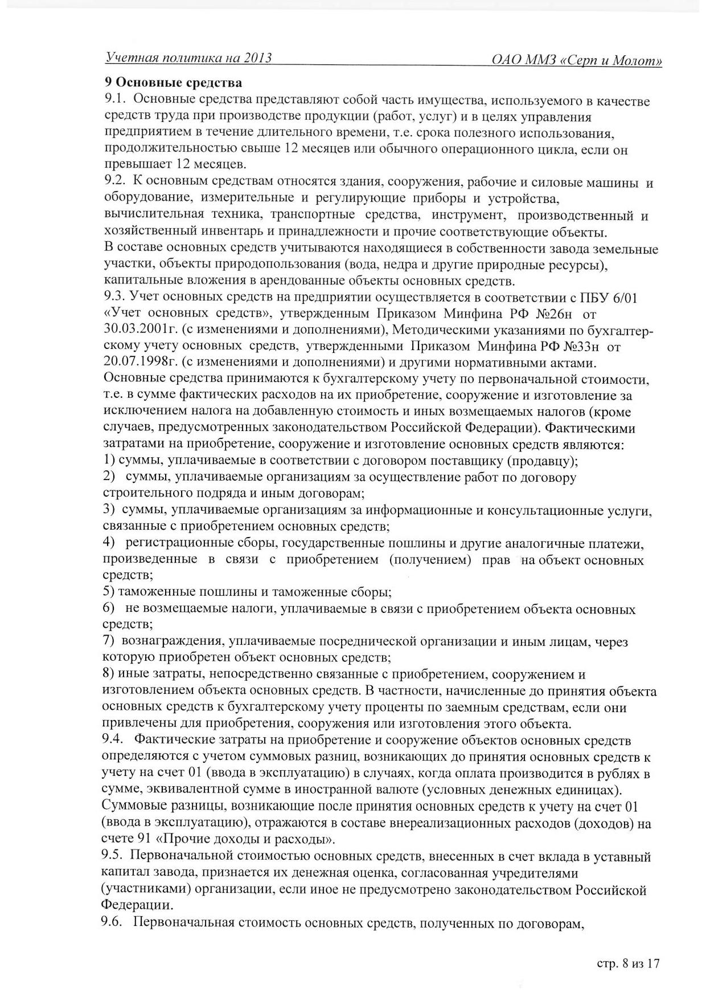 Учетная политика на 2013 ОАО ММЗ «Серп и Молот»
9 Основные средства
9.1. Основные средства представляют собой часть имущества, используемого в качестве
средств труда при производстве продукции (работ, услуг) и в целях управления
предприятием в течение длительного времени, т.е. срока полезного использования,
продолжительностью свыше 12 месяцев или обычного операционного цикла, если он
превышает 12 месяцев.
9.2. К основным средствам относятся здания, сооружения, рабочие и силовые машины и
оборудование, измерительные и регулирующие приборы и устройства,
вычислительная техника, транспортные средства, инструмент, производственный и
хозяйственный инвентарь и принадлежности и прочие соответствующие объекты.
В составе основных средств учитываются находящиеся в собственности завода земельные
участки, объекты природопользования (вода, недра и другие природные ресурсы),
капитальные вложения в арендованные объекты основных средств.
9.3. Учет основных средств на предприятии осуществляется в соответствии с ПБУ 6/01
«Учет основных средств», утвержденным Приказом Минфина РФ №26н от
30.03.2001г. (с изменениями и дополнениями), Методическими указаниями по бухгалтер-
скому учету основных средств, утвержденными Приказом Минфина РФ №33н от
20.07.1998г. (с изменениями и дополнениями) и другими нормативными актами.
Основные средства принимаются к бухгалтерскому учету по первоначальной стоимости,
т.е. в сумме фактических расходов на их приобретение, сооружение и изготовление за
исключением налога на добавленную стоимость и иных возмещаемых налогов (кроме
случаев, предусмотренных законодательством Российской Федерации). Фактическими
затратами на приобретение, сооружение и изготовление основных средств являются:
1) суммы, уплачиваемые в соответствии с договором поставщику (продавцу);
2) суммы, уплачиваемые организациям за осуществление работ по договору
строительного подряда и иным договорам;
3) суммы, уплачиваемые организациям за информационные и консультационные услуги,
связанные с приобретением основных средств;
4) регистрационные сборы, государственные пошлины и другие аналогичные платежи,
произведенные в связи с приобретением (получением) прав на объект основных
средств;
5) таможенные пошлины и таможенные сборы;
6) не возмещаемые налоги, уплачиваемые в связи с приобретением объекта основных
средств;
7) вознаграждения, уплачиваемые посреднической организации и иным лицам, через
которую приобретен объект основных средств;
8) иные затраты, непосредственно связанные с приобретением, сооружением и
изготовлением объекта основных средств. В частности, начисленные до принятия объекта
основных средств к бухгалтерскому учету проценты по заемным средствам, если они
привлечены для приобретения, сооружения или изготовления этого объекта.
9.4. Фактические затраты на приобретение и сооружение объектов основных средств
определяются с учетом суммовых разниц, возникающих до принятия основных средств к
учету на счет 01 (ввода в эксплуатацию) в случаях, когда оплата производится в рублях в
сумме, эквивалентной сумме в иностранной валюте (условных денежных единицах).
Суммовые разницы, возникающие после принятия основных средств к учету на счет 01
(ввода в эксплуатацию), отражаются в составе внереализационных расходов (доходов) на
счете 91 «Прочие доходы и расходы».
9.5. Первоначальной стоимостью основных средств, внесенных в счет вклада в уставный
капитал завода, признается их денежная оценка, согласованная учредителями
(участниками) организации, если иное не предусмотрено законодательством Российской
Федерации.
9.6. Первоначальная стоимость основных средств, полученных по договорам,
стр. 8 из 17